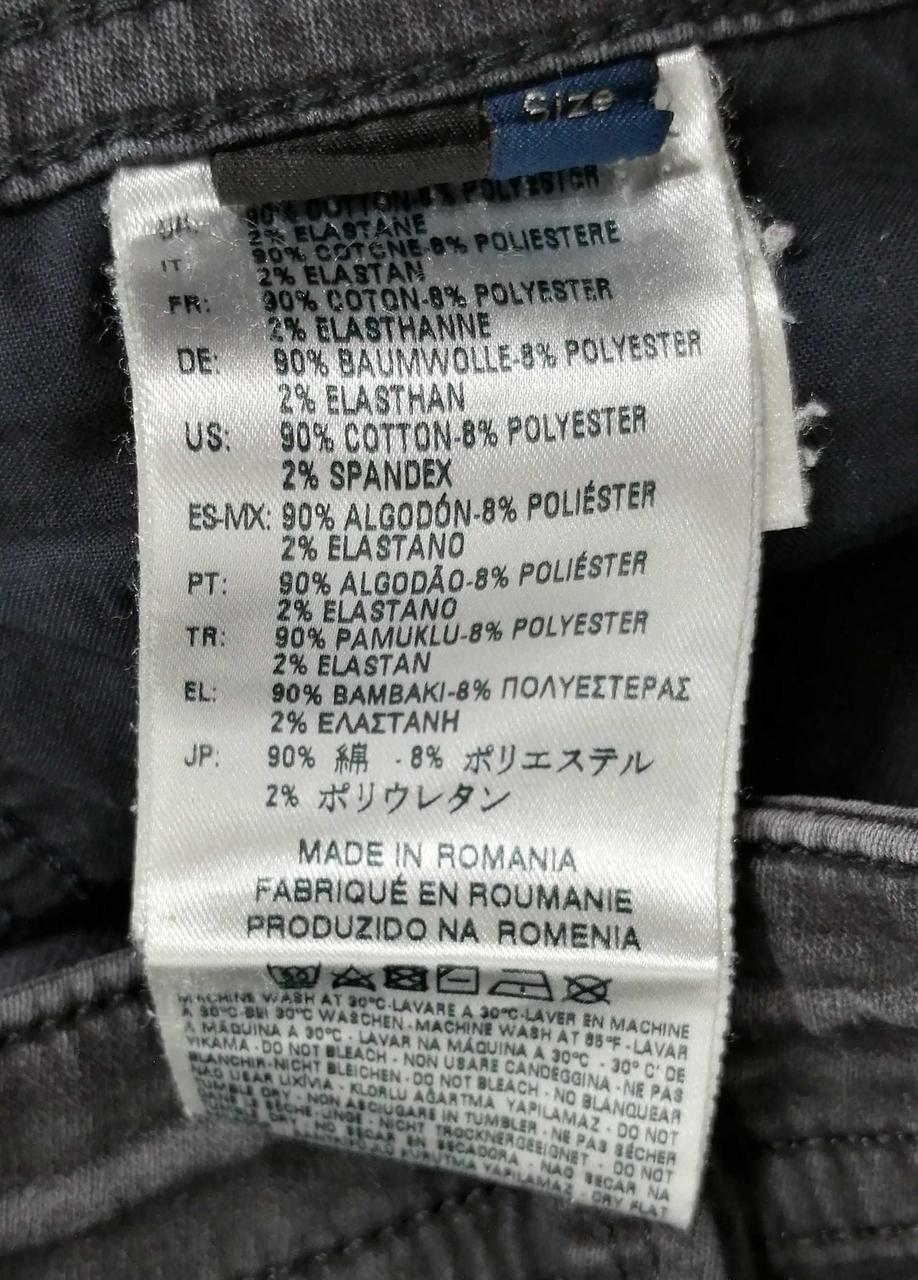 Size
UK: 90% COTTON-8% POLYESTER
2% ELASTANE
IT: 90% COTONE-8% POLIESTERE
2% ELASTAN
FR: 90% COTON-8% POLYESTER
2% ELASTHANNE
DE: 90% BAUMWOLLE-8% POLYESTER
2% ELASTHAN
US: 90% COTTON-8% POLYESTER
2% SPANDEX
ES-MX: 90% ALGODÓN-8% POLIÉSTER
2% ELASTANO
PT: 90% ALGODÃO-8% POLIÉSTER
2% ELASTANO
TR: 90% PAMUKLU-8% POLYESTER
2% ELASTAN
EL: 90% BAMBAKI-8% ΠΟΛΥΕΣΤΕΡΑΣ
2% ΕΛΑΣΤΑΝΗ
JP: 90% 綿 - 8% ポリエステル
2% ポリウレタン
MADE IN ROMANIA
FABRIQUÉ EN ROUMANIE
PRODUZIDO NA ROMENIA
MACHINE WASH AT 30°C-LAVARE A 30°C-LAVER EN MACHINE
A 30°C-BEI 30°C WASCHEN-MACHINE WASH AT 85°F-LAVAR
A MÁQUINA A 30°C - LAVAR NA MÁQUINA A 30°C - 30° C' DE
YIKAMA - DO NOT BLEACH - NON USARE CANDEGGINA -NE PAS
BLANCHIR-NICHT BLEICHEN-DO NOT BLEACH - NO BLANQUEAR
NAO USAR LIXÍVIA - KLORLU AĞARTMA YAPILAMAZ - DO NOT
TUMBLE DRY - NON ASCIUGARE IN TUMBLER - NE PAS SÉCHER
LE SÈCHE-LINGE - NICHT TROCKNERGEEIGNET - DO NOT
DRY - NO SECAR EN SECADORA - NAO SECAR NA
KURUTMA YAPILAMAZ - DRY FLAT